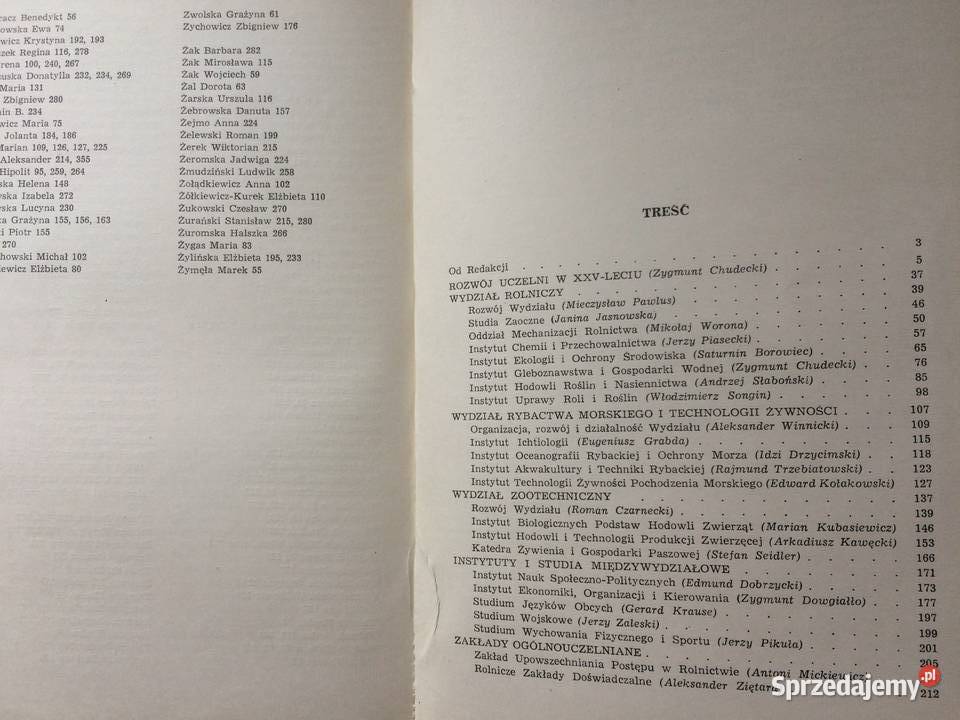 racz Benedykt 56
owska Ewa 74
wicz Krystyna 192, 193
szek Regina 116, 278
rena 100, 240, 267
uska Donatylla 232, 234, 269
Maria 131
Zbigniew 280
nin B. 234
wicz Maria 75
Jolanta 184, 186
Marian 109, 126, 127, 225
Aleksander 214, 355
Hipolit 95, 259, 264
ska Helena 148
wska Izabela 272
wska Lucyna 230
ka Grażyna 155, 156, 163
ki Piotr 155
270
howski Michał 102
kiewicz Elżbieta 80
Zwolska Grażyna 61
Zychowicz Zbigniew 176
Żak Barbara 282
Żak Mirosława 115
Żak Wojciech 59
Żal Dorota 63
Żarska Urszula 116
Żebrowska Danuta 157
Żejmo Anna 224
Żelewski Roman 199
Żerek Wiktorian 215
Żeromska Jadwiga 224
Żmudziński Ludwik 258
Żołądkiewicz Anna 102
Żółkiewicz-Kurek Elżbieta 110
Żukowski Czesław 270
Żurański Stanisław 215, 280
Żuromska Halszka 266
Żygas Maria 83
Żylińska Elżbieta 195, 233
Żymęła Marek 55
TREŚĆ
Od Redakcji . . . 3
ROZWÓJ UCZELNI W XXV-LECIU (Zygmunt Chudecki) . . . 5
WYDZIAŁ ROLNICZY . . . 37
Rozwój Wydziału (Mieczysław Pawlus) . . . 39
Studia Zaoczne (Janina Jasnowska) . . . 46
Oddział Mechanizacji Rolnictwa (Mikołaj Worona) . . . 50
Instytut Chemii i Przechowalnictwa (Jerzy Piasecki) . . . 57
Instytut Ekologii i Ochrony Środowiska (Saturnin Borowiec) . . . 65
Instytut Gleboznawstwa i Gospodarki Wodnej (Zygmunt Chudecki) . . . 76
Instytut Hodowli Roślin i Nasiennictwa (Andrzej Słaboński) . . . 85
Instytut Uprawy Roli i Roślin (Włodzimierz Songin) . . . 98
WYDZIAŁ RYBACTWA MORSKIEGO I TECHNOLOGII ŻYWNOŚCI . . . 107
Organizacja, rozwój i działalność Wydziału (Aleksander Winnicki) . . . 109
Instytut Ichtiologii (Eugeniusz Grabda) . . . 115
Instytut Oceanografii Rybackiej i Ochrony Morza (Idzi Drzycimski) . . . 118
Instytut Akwakultury i Techniki Rybackiej (Rajmund Trzebiatowski) . . . 123
Instytut Technologii Żywności Pochodzenia Morskiego (Edward Kołakowski) 127
WYDZIAŁ ZOOTECHNICZNY . . . 137
Rozwój Wydziału (Roman Czarnecki) . . . 139
Instytut Biologicznych Podstaw Hodowli Zwierząt (Marian Kubasiewicz) 146
Instytut Hodowli i Technologii Produkcji Zwierzęcej (Arkadiusz Kawęcki) 153
Katedra Żywienia i Gospodarki Paszowej (Stefan Seidler) . . . 166
INSTYTUTY I STUDIA MIĘDZYWYDZIAŁOWE . . . 171
Instytut Nauk Społeczno-Politycznych (Edmund Dobrzycki) . . . 173
Instytut Ekonomiki, Organizacji i Kierowania (Zygmunt Dowgiałło) . . . 177
Studium Języków Obcych (Gerard Krause) . . . 197
Studium Wojskowe (Jerzy Zaleski) . . . 199
Studium Wychowania Fizycznego i Sportu (Jerzy Pikuła) . . . 201
ZAKŁADY OGÓLNOUCZELNIANE . . . 205
Zakład Upowszechniania Postępu w Rolnictwie (Antoni Mickiewicz)
Rolnicze Zakłady Doświadczalne (Aleksander Ziętara 212
Sprzedajemy.pl